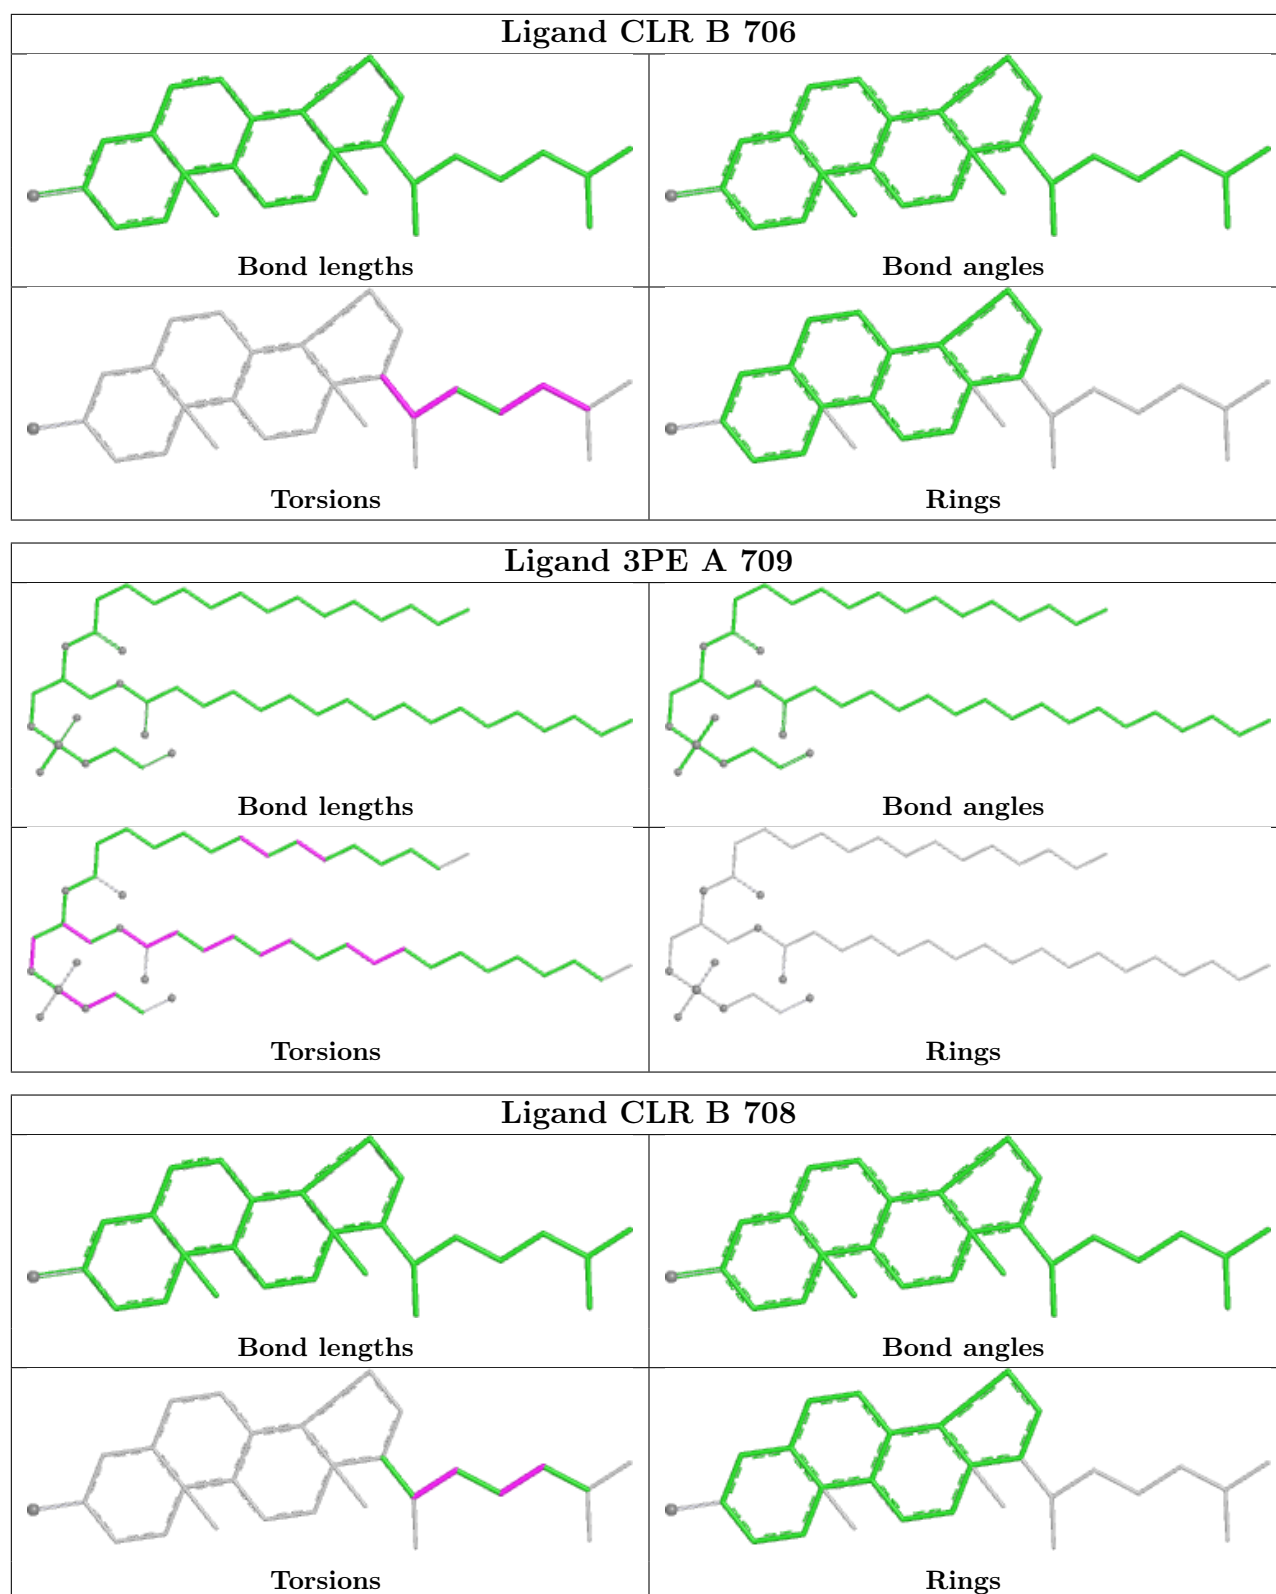 Ligand CLR B 706
Bond lengths
Bond angles
Torsions
Rings
Ligand 3PE A 709
Bond lengths
Bond angles
Torsions
Rings
Ligand CLR B 708
Bond lengths
Bond angles
Torsions
Rings